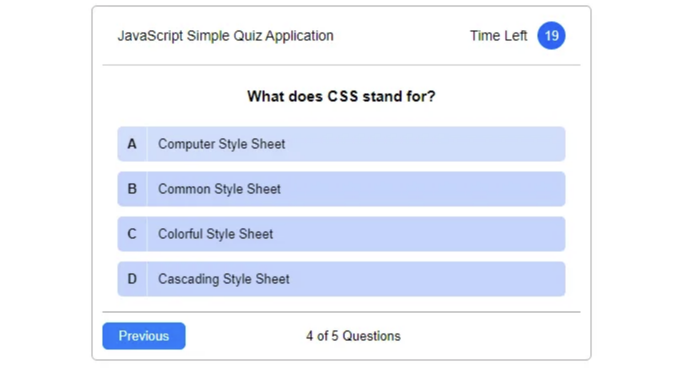 JavaScript Simple Quiz Application Time Left 19
What does CSS stand for?
A Computer Style Sheet
B Common Style Sheet
C Colorful Style Sheet
D Cascading Style Sheet
Previous 4 of 5 Questions